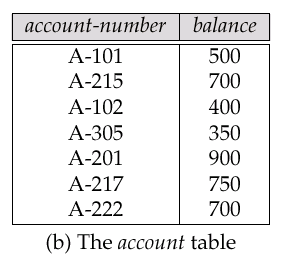 account-number balance
A-101 500
A-215 700
A-102 400
A-305 350
A-201 900
A-217 750
A-222 700
(b) The account table